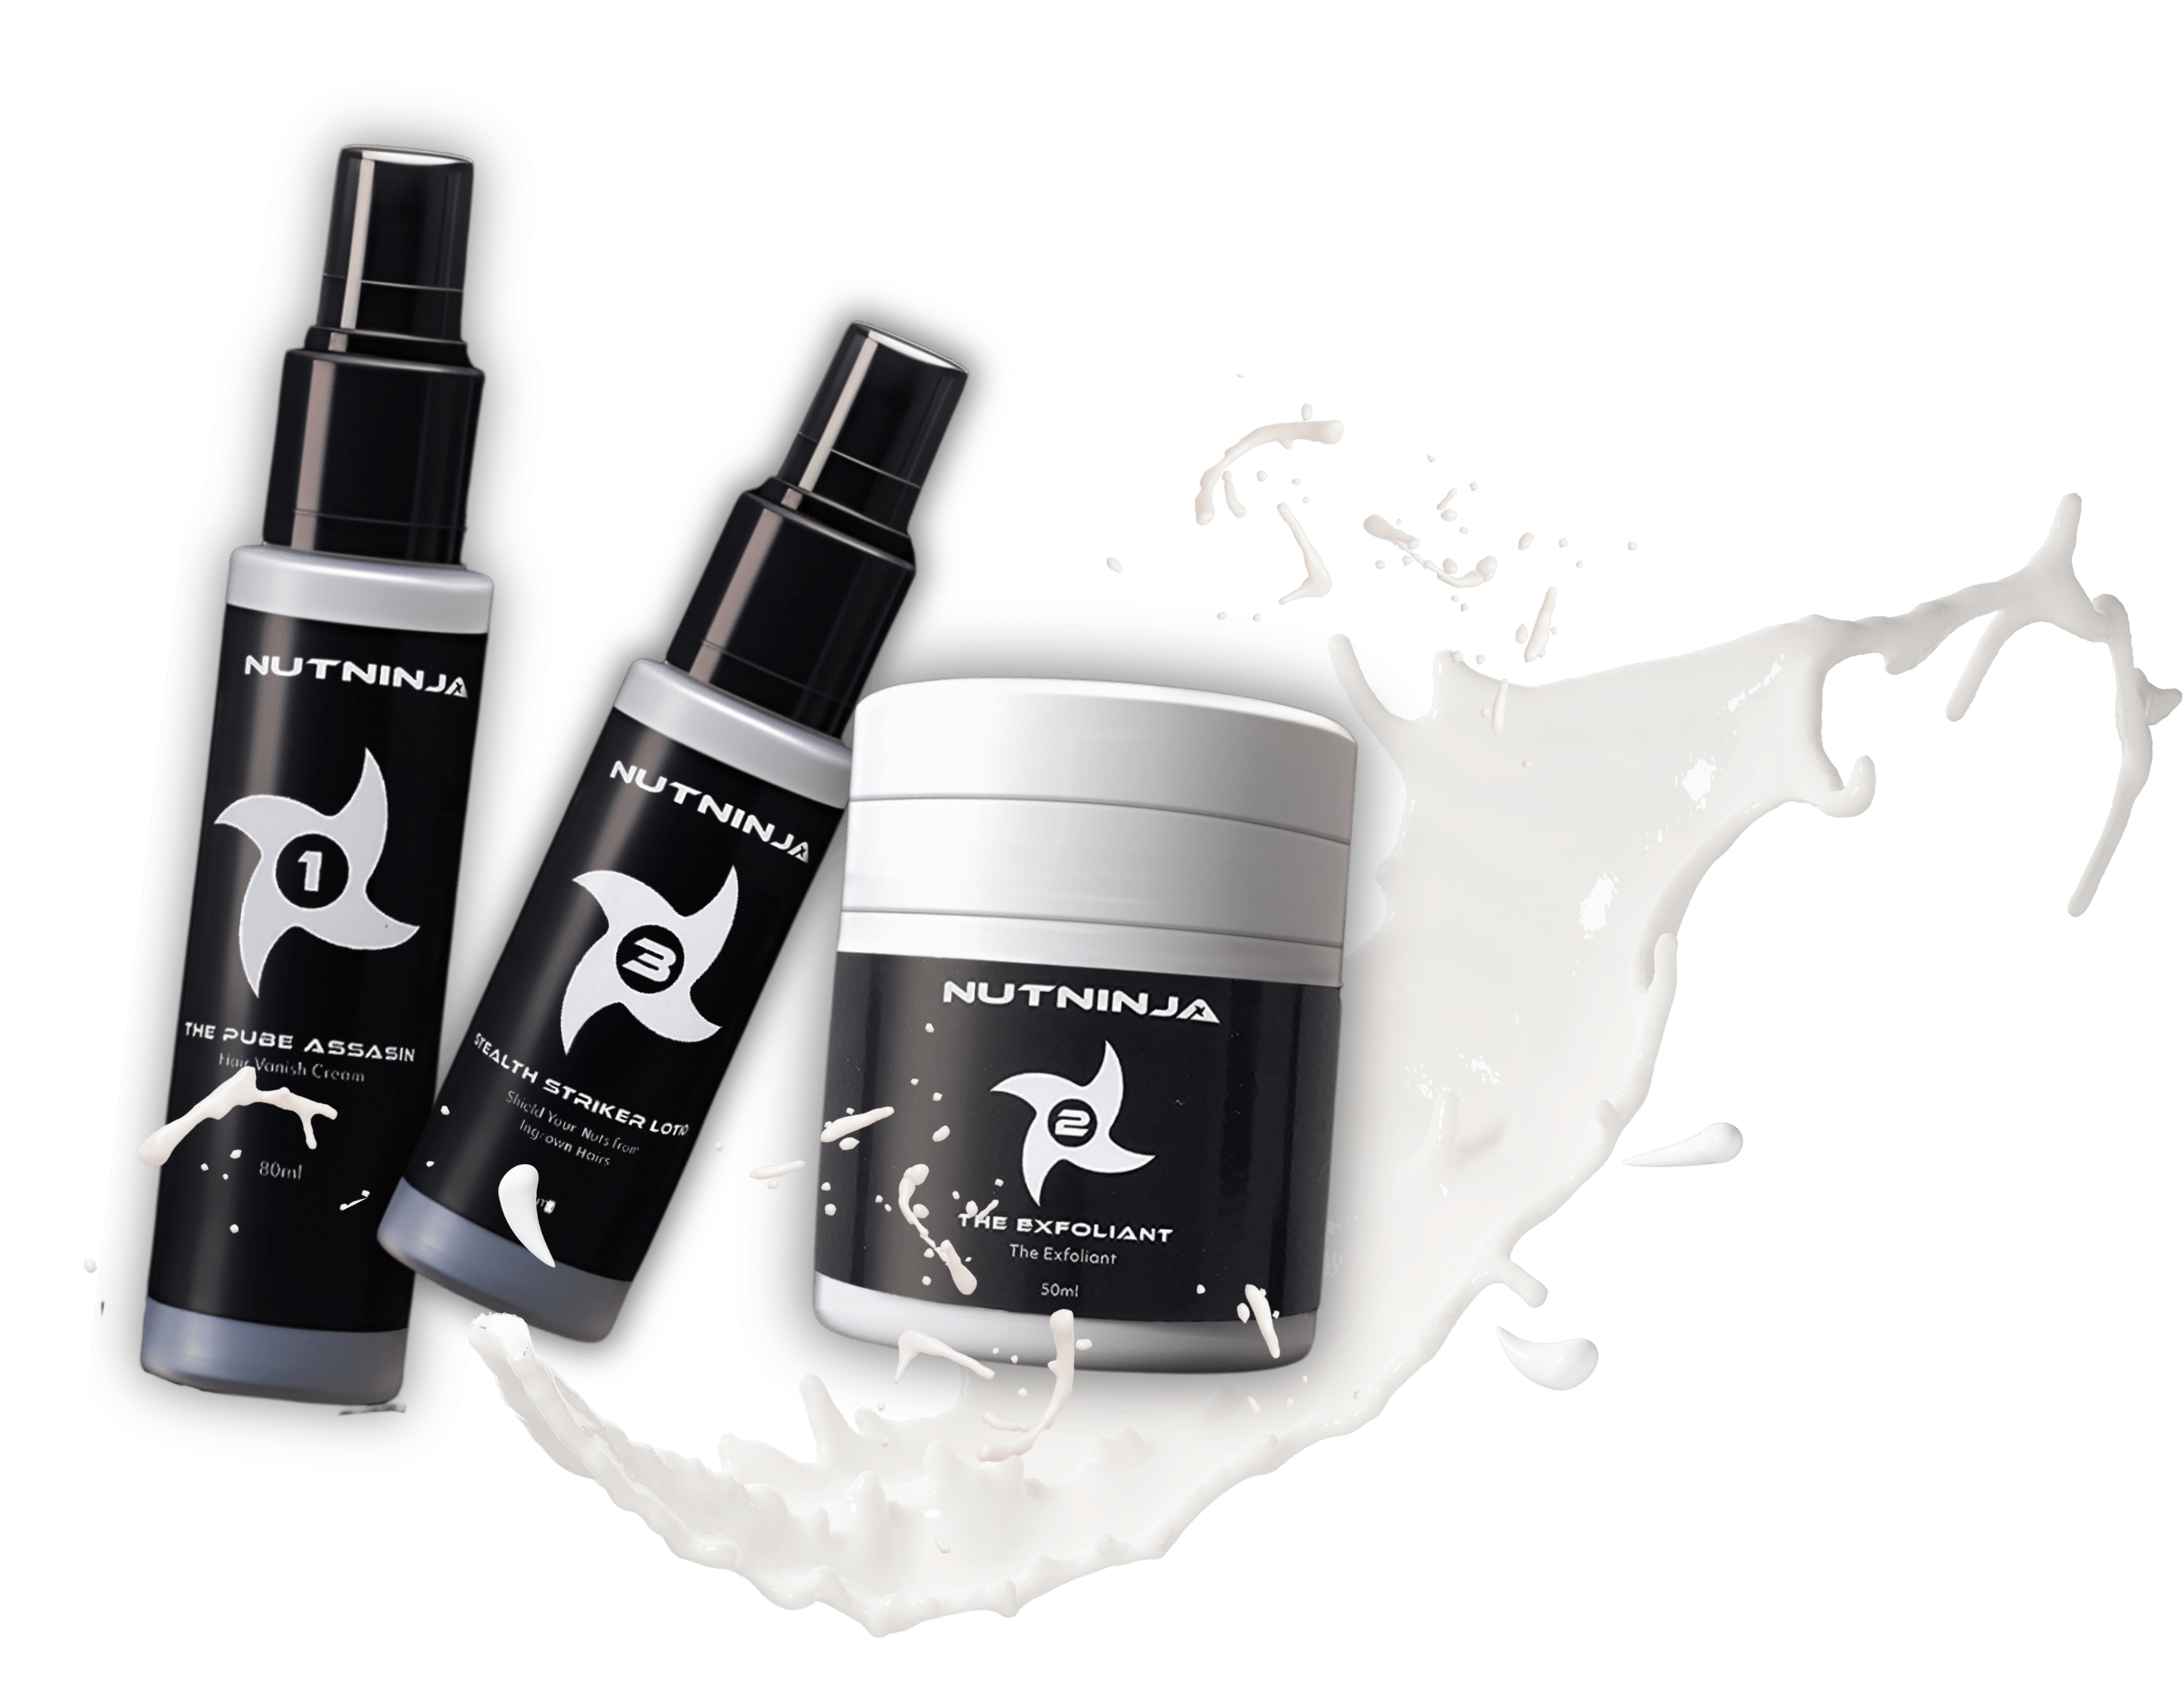 NUTNINJA
1
THE PUBE ASSASIN
Hair Vanish Cream
80ml
NUTNINJA
3
STEALTH STRIKER LOTIO
Shield Your Nuts from
Ingrown Hairs
NUTNINJA
2
THE EXFOLIANT
The Exfoliant
50ml